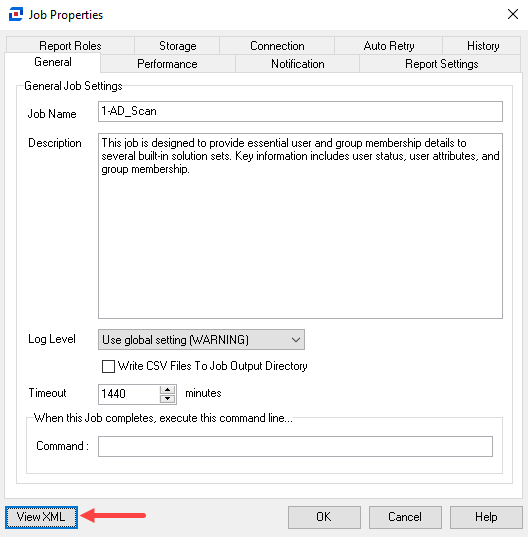 Job Properties
Report Roles Storage Connection Auto Retry History
General Performance Notification Report Settings
General Job Settings
Job Name 1-AD_Scan
Description This job is designed to provide essential user and group membership details to
several built-in solution sets. Key information includes user status, user attributes, and
group membership.
Log Level Use global setting (WARNING)
Write CSV Files To Job Output Directory
Timeout 1440 minutes
When this Job completes, execute this command line...
Command :
View XML OK Cancel Help